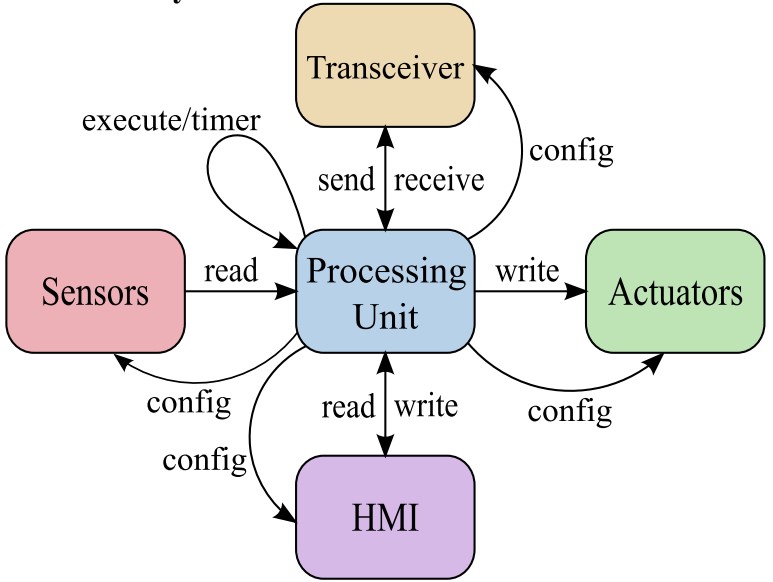 Transceiver
execute/timer
config
send receive
Sensors
read
Processing
Unit
write
Actuators
config
read write
config
config
HMI